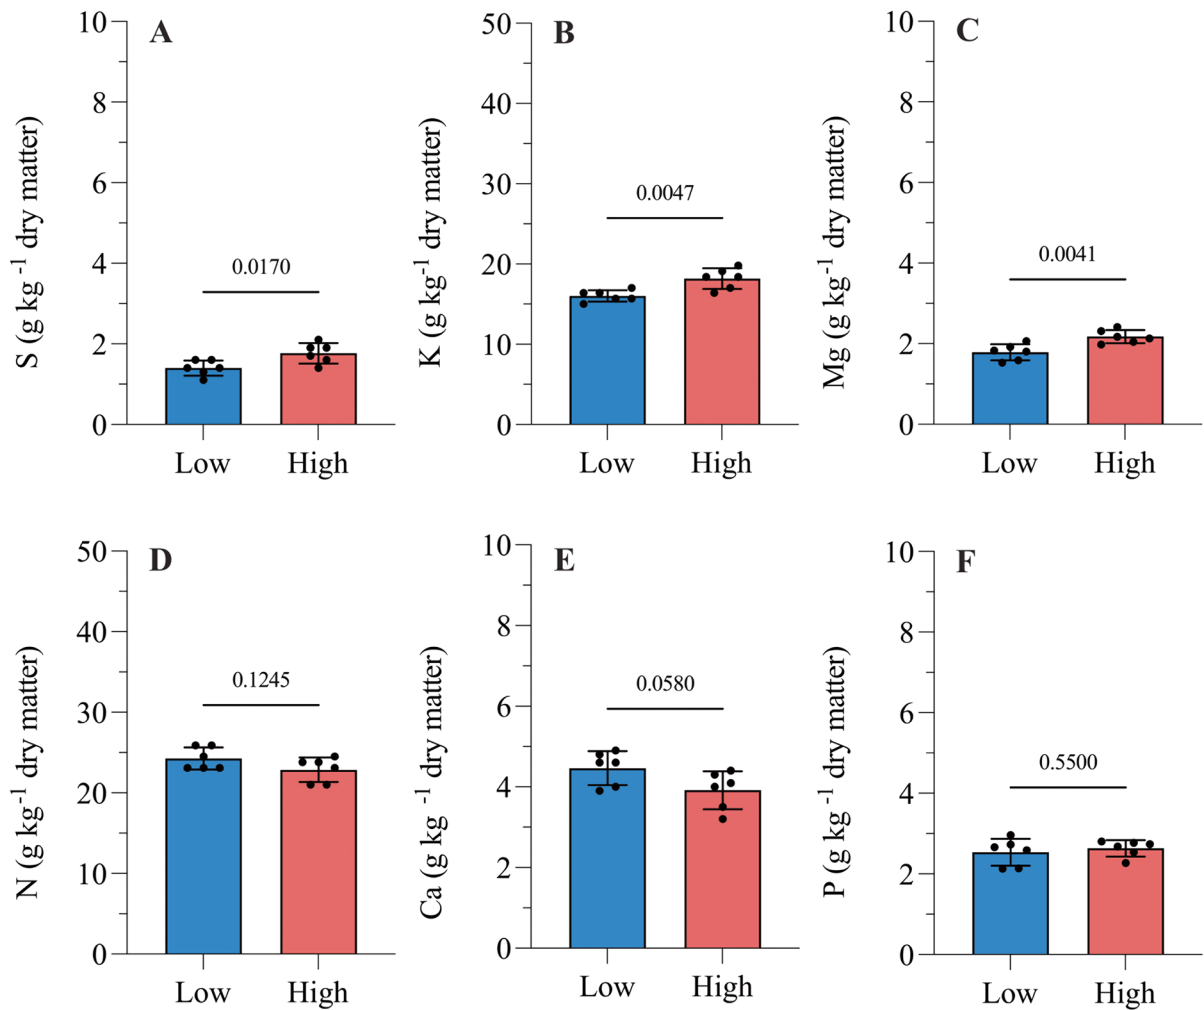 A
S (g kg⁻¹ dry matter)
10
8
6
4
2
0
0.0170
Low High
B
K (g kg⁻¹ dry matter)
50
40
30
20
10
0
0.0047
Low High
C
Mg (g kg⁻¹ dry matter)
10
8
6
4
2
0
0.0041
Low High
D
N (g kg⁻¹ dry matter)
50
40
30
20
10
0
0.1245
Low High
E
Ca (g kg⁻¹ dry matter)
10
8
6
4
2
0
0.0580
Low High
F
P (g kg⁻¹ dry matter)
10
8
6
4
2
0
0.5500
Low High